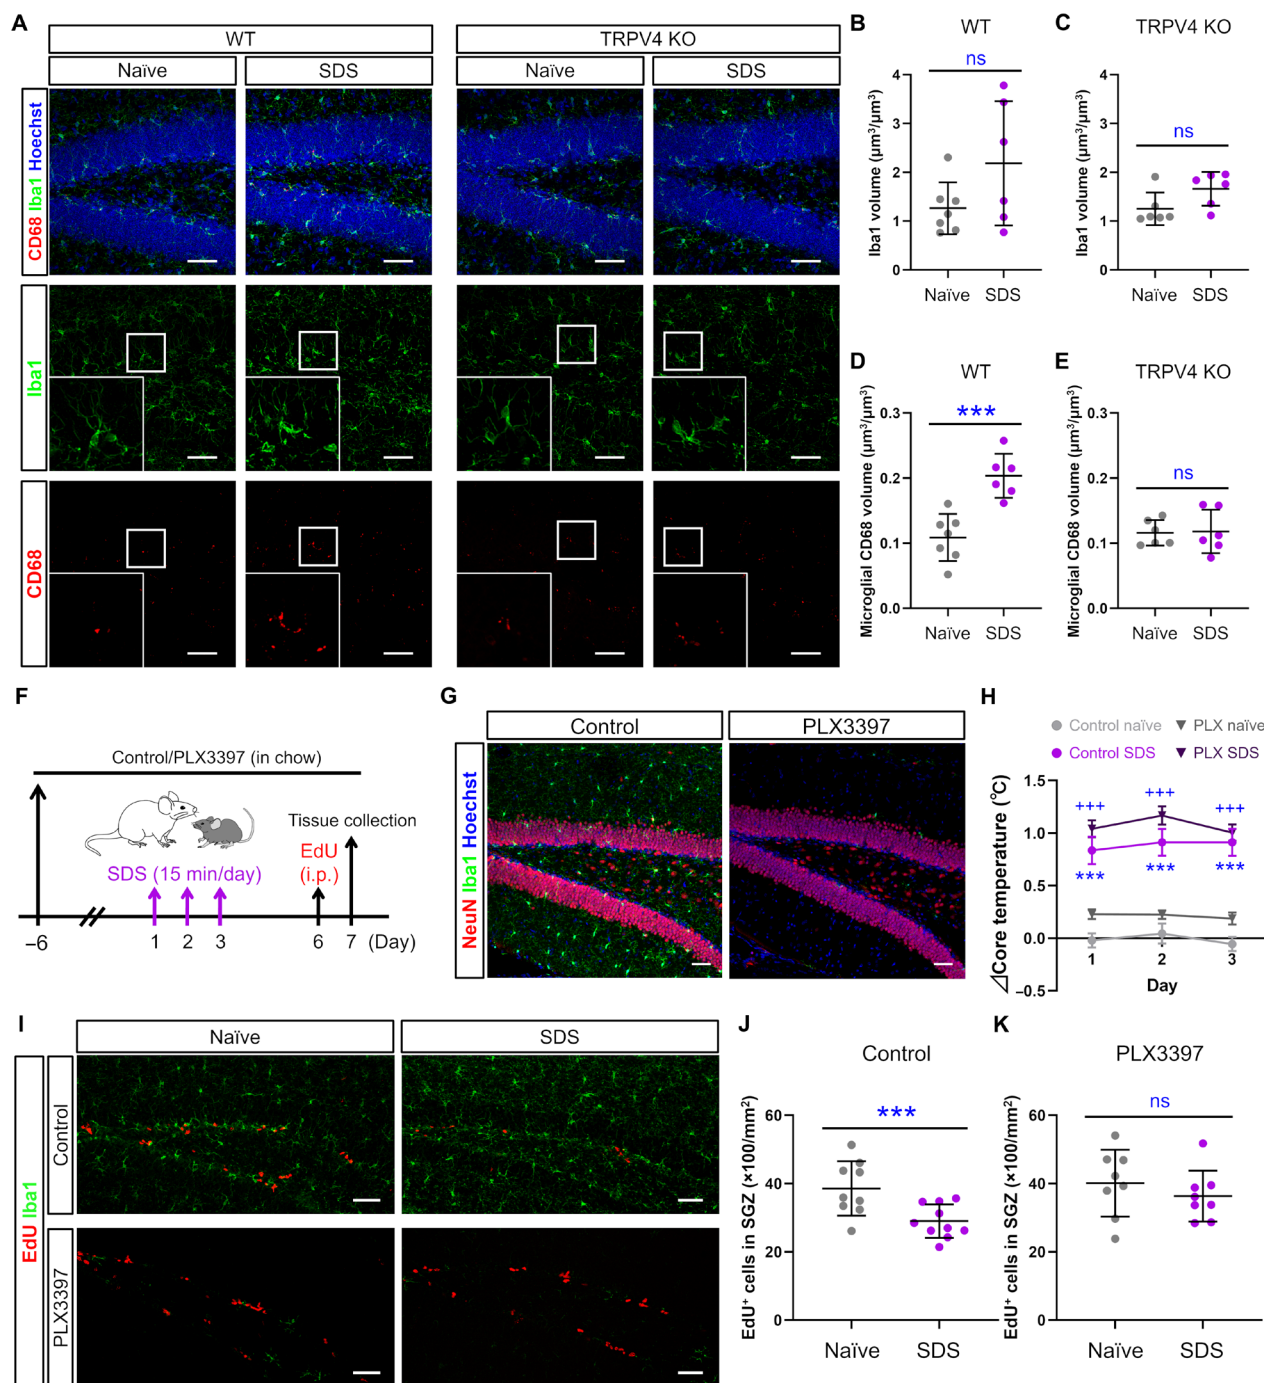 A
WT
TRPV4 KO
Naïve
SDS
Naïve
SDS
CD68 Iba1 Hoechst
Iba1
CD68
B
WT
ns
Iba1 volume (μm³/μm³)
4
3
2
1
0
Naïve
SDS
C
TRPV4 KO
ns
Iba1 volume (μm³/μm³)
4
3
2
1
0
Naïve
SDS
D
WT
***
Microglial CD68 volume (μm³/μm³)
0.3
0.2
0.1
0.0
Naïve
SDS
E
TRPV4 KO
ns
Microglial CD68 volume (μm³/μm³)
0.3
0.2
0.1
0.0
Naïve
SDS
F
Control/PLX3397 (in chow)
Tissue collection
EdU
(i.p.)
SDS (15 min/day)
–6
1
2
3
6
7
(Day)
G
Control
PLX3397
NeuN Iba1 Hoechst
H
Control naïve
PLX naïve
Control SDS
PLX SDS
⊿Core temperature (℃)
1.5
1.0
0.5
0.0
–0.5
+++
+++
+++
***
***
***
1
2
3
Day
I
Naïve
SDS
EdU Iba1
Control
PLX3397
J
Control
***
EdU⁺ cells in SGZ (×100/mm²)
60
40
20
0
Naïve
SDS
K
PLX3397
ns
EdU⁺ cells in SGZ (×100/mm²)
60
40
20
0
Naïve
SDS